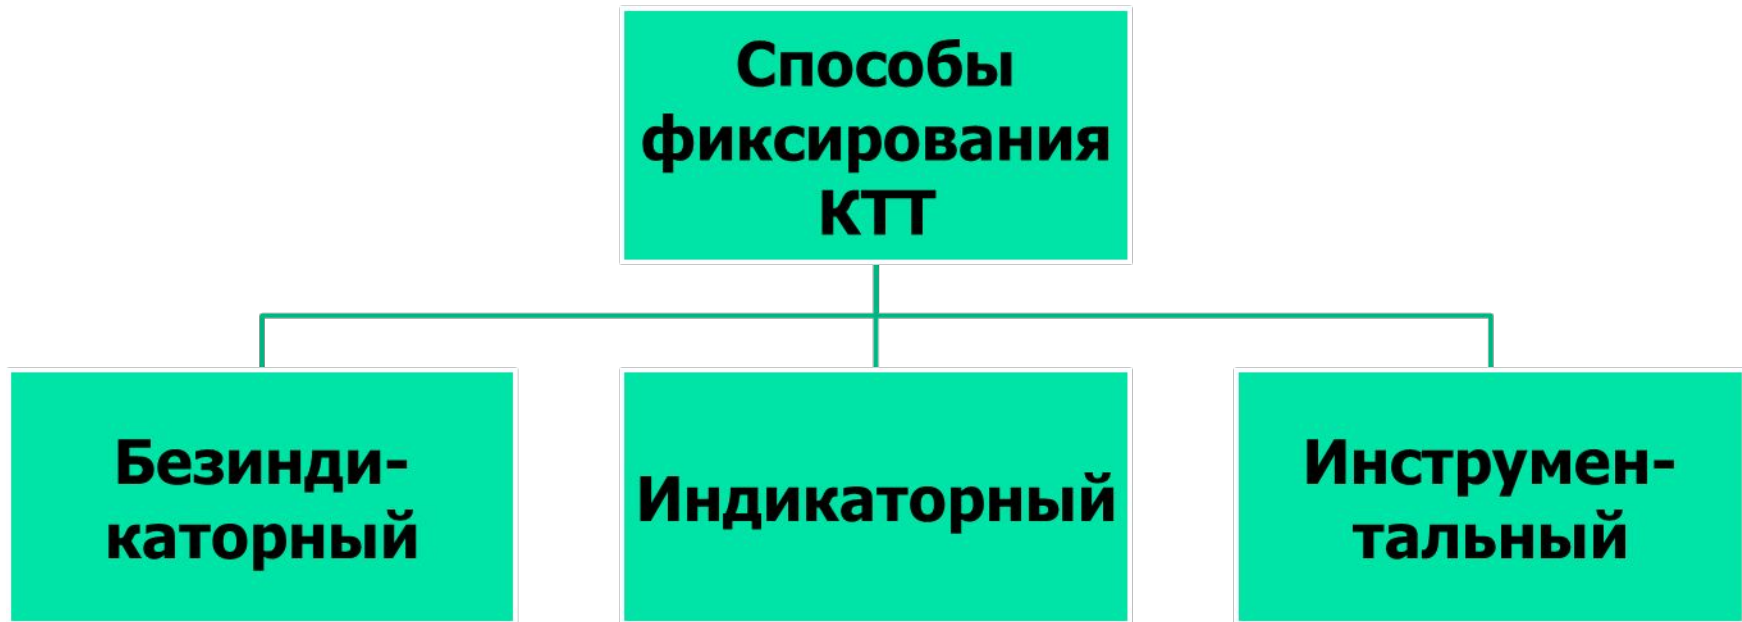 Способы
фиксирования
КТТ
Безинди-
каторный
Индикаторный
Инструмен-
тальный